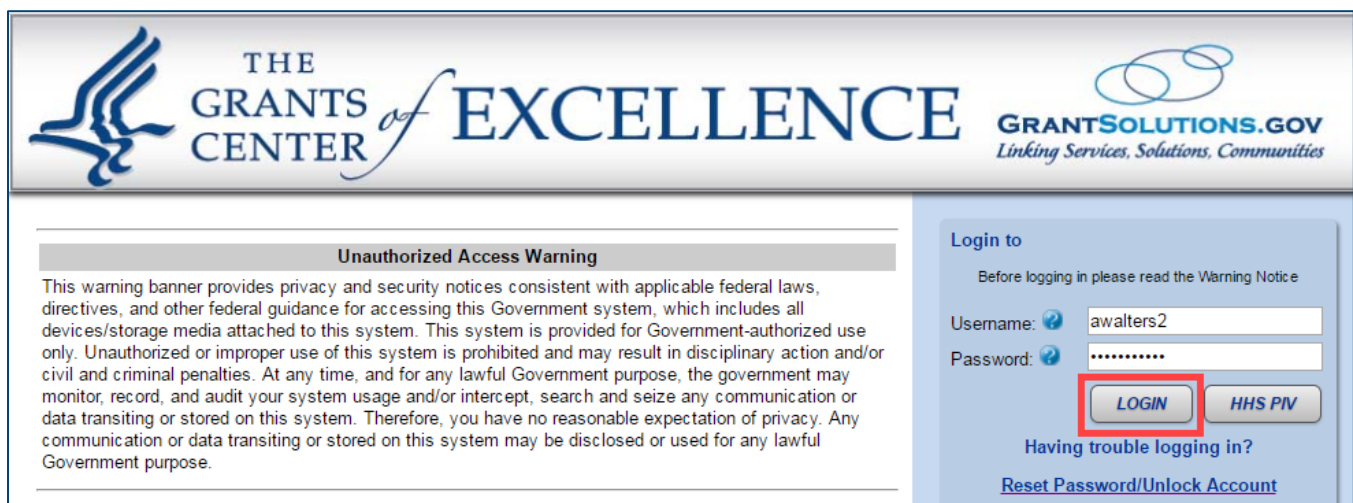 THE
GRANTS of EXCELLENCE
CENTER
GRANTSOLUTIONS.GOV
Linking Services, Solutions, Communities
Unauthorized Access Warning
This warning banner provides privacy and security notices consistent with applicable federal laws,
directives, and other federal guidance for accessing this Government system, which includes all
devices/storage media attached to this system. This system is provided for Government-authorized use
only. Unauthorized or improper use of this system is prohibited and may result in disciplinary action and/or
civil and criminal penalties. At any time, and for any lawful Government purpose, the government may
monitor, record, and audit your system usage and/or intercept, search and seize any communication or
data transiting or stored on this system. Therefore, you have no reasonable expectation of privacy. Any
communication or data transiting or stored on this system may be disclosed or used for any lawful
Government purpose.
Login to
Before logging in please read the Warning Notice
Username: ? awalters2
Password: ? •••••••••••
LOGIN HHS PIV
Having trouble logging in?
Reset Password/Unlock Account